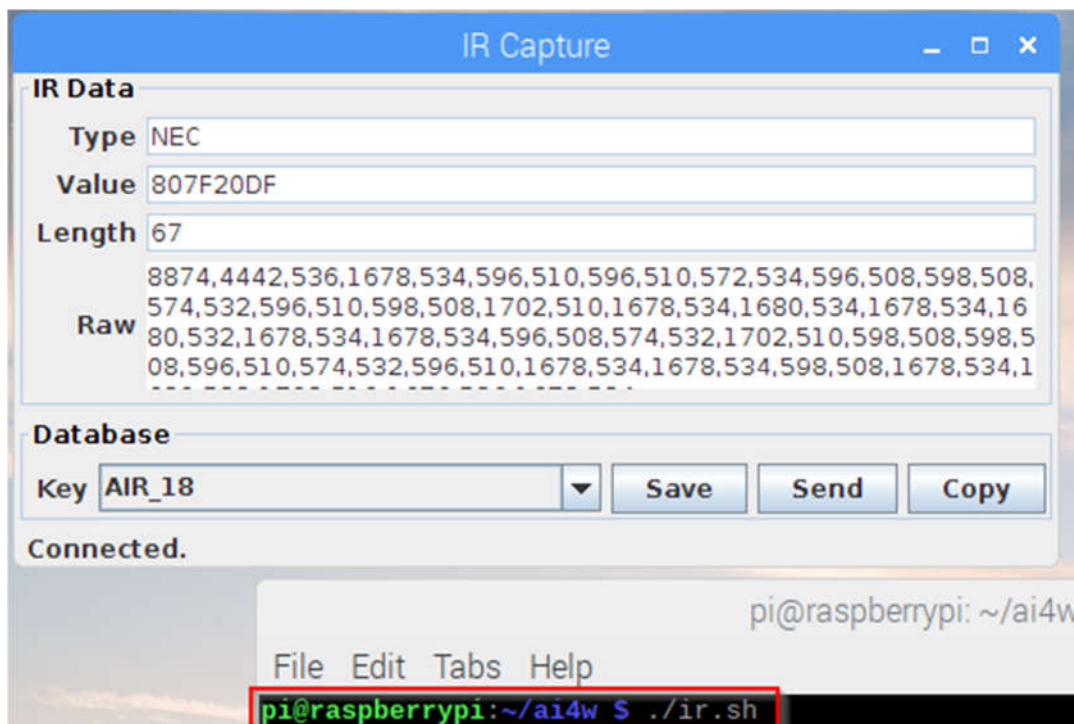 IR Capture
IR Data
Type NEC
Value 807F20DF
Length 67
8874,4442,536,1678,534,596,510,596,510,572,534,596,508,598,508,
574,532,596,510,598,508,1702,510,1678,534,1680,534,1678,534,16
Raw
80,532,1678,534,1678,534,596,508,574,532,1702,510,598,508,598,5
08,596,510,574,532,596,510,1678,534,1678,534,598,508,1678,534,1
Database
Key AIR_18 Save Send Copy
Connected.
pi@raspberrypi: ~/ai4w
File Edit Tabs Help
pi@raspberrypi:~/ai4w $ ./ir.sh